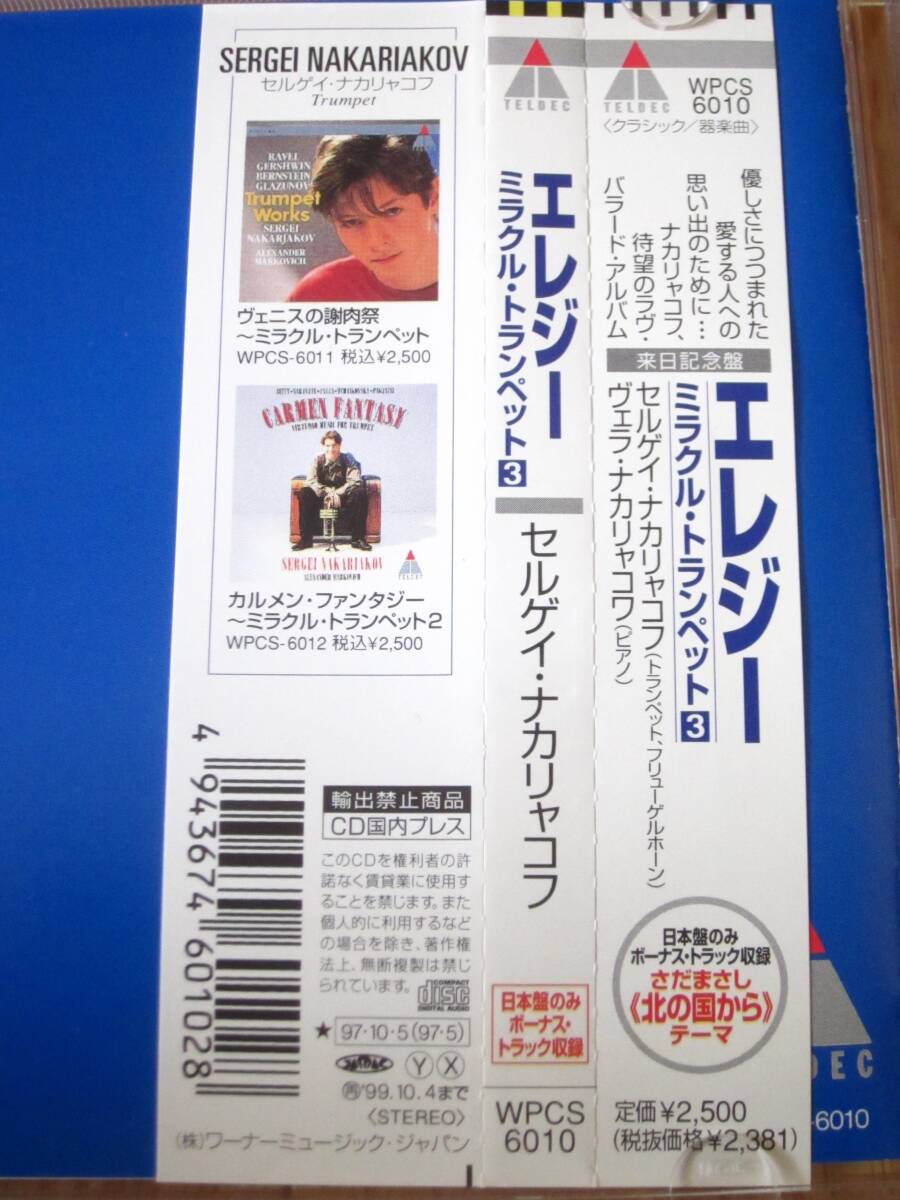 SERGEI NAKARIAKOV
セルゲイ・ナカリャコフ
Trumpet
RAVEL
GERSHWIN
BERNSTEIN
GLAZUNOV
Trumpet
Works
SERGEI
NAKARJAKOV
ALEXANDER
MARKOVICH
ヴェニスの謝肉祭
〜ミラクル・トランペット
WPCS-6011 税込¥2,500
CARMEN FANTASY
VIRTUOSO MUSIC FOR TRUMPET
SERGEI NAKARIAKOV
ALEXANDER MARKOVICH
TELDEC
カルメン・ファンタジー
〜ミラクル・トランペット2
WPCS-6012 税込¥2,500
4 943674 601028
輸出禁止商品
CD国内プレス
このCDを権利者の許
諾なく賃貸業に使用す
ることを禁じます。また
個人的に利用するなど
の場合を除き、著作権
法上、無断複製は禁じ
られています。
COMPACT
disc
DIGITAL AUDIO
★97・10・5(97・5)
Y X
再'99.10.4まで
〈STEREO〉
(株)ワーナーミュージック・ジャパン
TELDEC
エレジー
ミラクル・トランペット3
セルゲイ・ナカリャコフ
日本盤のみ
ボーナス・
トラック収録
WPCS
6010
TELDEC
WPCS
6010
〈クラシック/器楽曲〉
優しさにつつまれた
愛する人への
思い出のために…
ナカリャコフ、
待望のラヴ・
バラード・アルバム
来日記念盤
エレジー
ミラクル・トランペット3
セルゲイ・ナカリャコフ(トランペット、フリューゲルホーン)
ヴェラ・ナカリャコワ(ピアノ)
日本盤のみ
ボーナス・トラック収録
さだまさし
《北の国から》
テーマ
定価¥2,500
(税抜価格¥2,381)
DEC
-6010